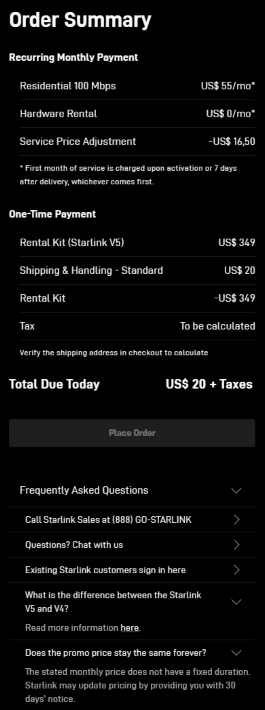 Order Summary
Recurring Monthly Payment
Residential 100 Mbps US$ 55/mo*
Hardware Rental US$ 0/mo*
Service Price Adjustment -US$ 16,50
* First month of service is charged upon activation or 7 days
after delivery, whichever comes first.
One-Time Payment
Rental Kit (Starlink V5) US$ 349
Shipping & Handling - Standard US$ 20
Rental Kit -US$ 349
Tax To be calculated
Verify the shipping address in checkout to calculate
Total Due Today US$ 20 + Taxes
Place Order
Frequently Asked Questions
Call Starlink Sales at (888) GO-STARLINK
Questions? Chat with us
Existing Starlink customers sign in here
What is the difference between the Starlink
V5 and V4?
Read more information here.
Does the promo price stay the same forever?
The stated monthly price does not have a fixed duration.
Starlink may update pricing by providing you with 30
days' notice.